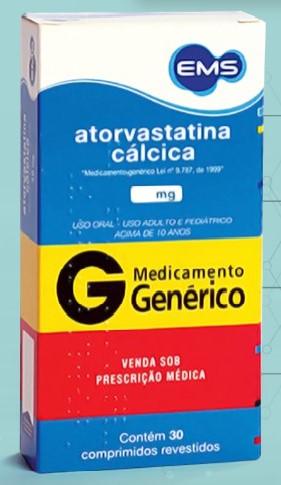 EMS
atorvastatina
cálcica
"Medicamento genérico Lei nº 9.787, de 1999"
mg
USO ORAL - USO ADULTO E PEDIÁTRICO
ACIMA DE 10 ANOS
G Medicamento
Genérico
VENDA SOB
PRESCRIÇÃO MÉDICA
Contém 30
comprimidos revestidos